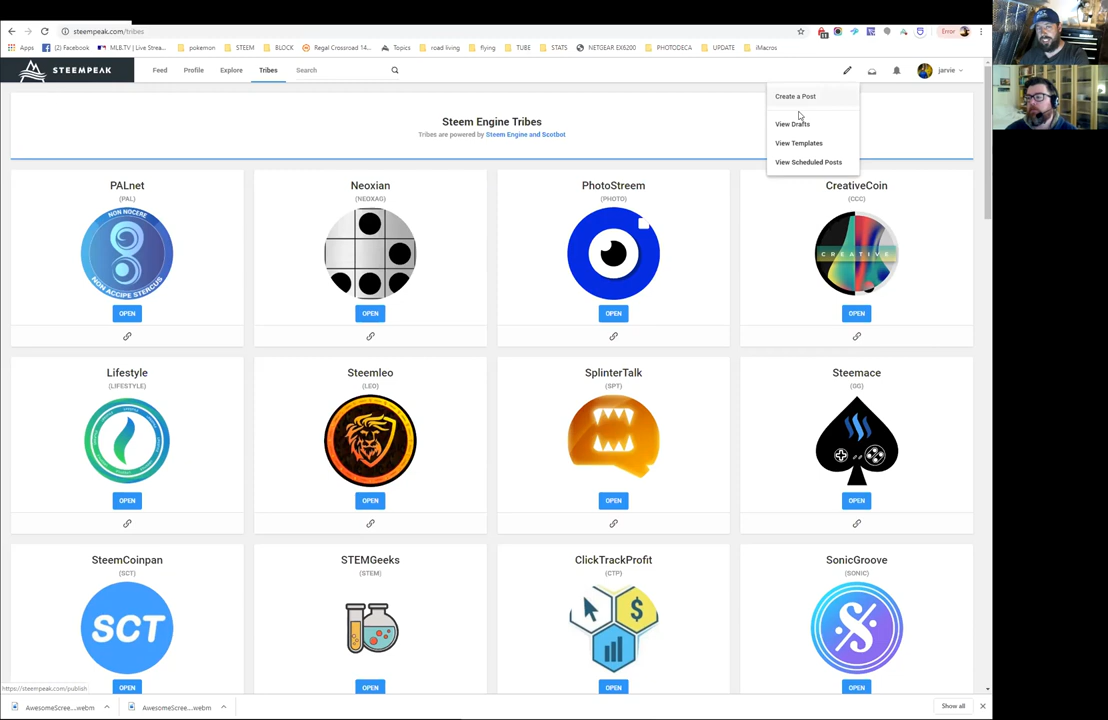 steempeak.com/tribes
Error
Apps
(2) Facebook
MLB.TV | Live Strea...
pokemon
STEEM
BLOCK
Regal Crossroad 14...
Topics
road living
flying
TUBE
STATS
NETGEAR EX6200
PHOTODECA
UPDATE
iMacros
STEEMPEAK
Feed
Profile
Explore
Tribes
Search
jarvie
Create a Post
View Drafts
View Templates
View Scheduled Posts
Steem Engine Tribes
Tribes are powered by Steem Engine and Scotbot
PALnet
(PAL)
NON NOCERE
NON ACCIPE STERCUS
OPEN
Neoxian
(NEOXAG)
OPEN
PhotoStreem
(PHOTO)
OPEN
CreativeCoin
(CCC)
CREATIVE
OPEN
Lifestyle
(LIFESTYLE)
OPEN
Steemleo
(LEO)
OPEN
SplinterTalk
(SPT)
OPEN
Steemace
(GG)
OPEN
SteemCoinpan
(SCT)
SCT
OPEN
STEMGeeks
(STEM)
OPEN
ClickTrackProfit
(CTP)
$
OPEN
SonicGroove
(SONIC)
OPEN
https://steempeak.com/publish
AwesomeScree....webm
AwesomeScree....webm
Show all